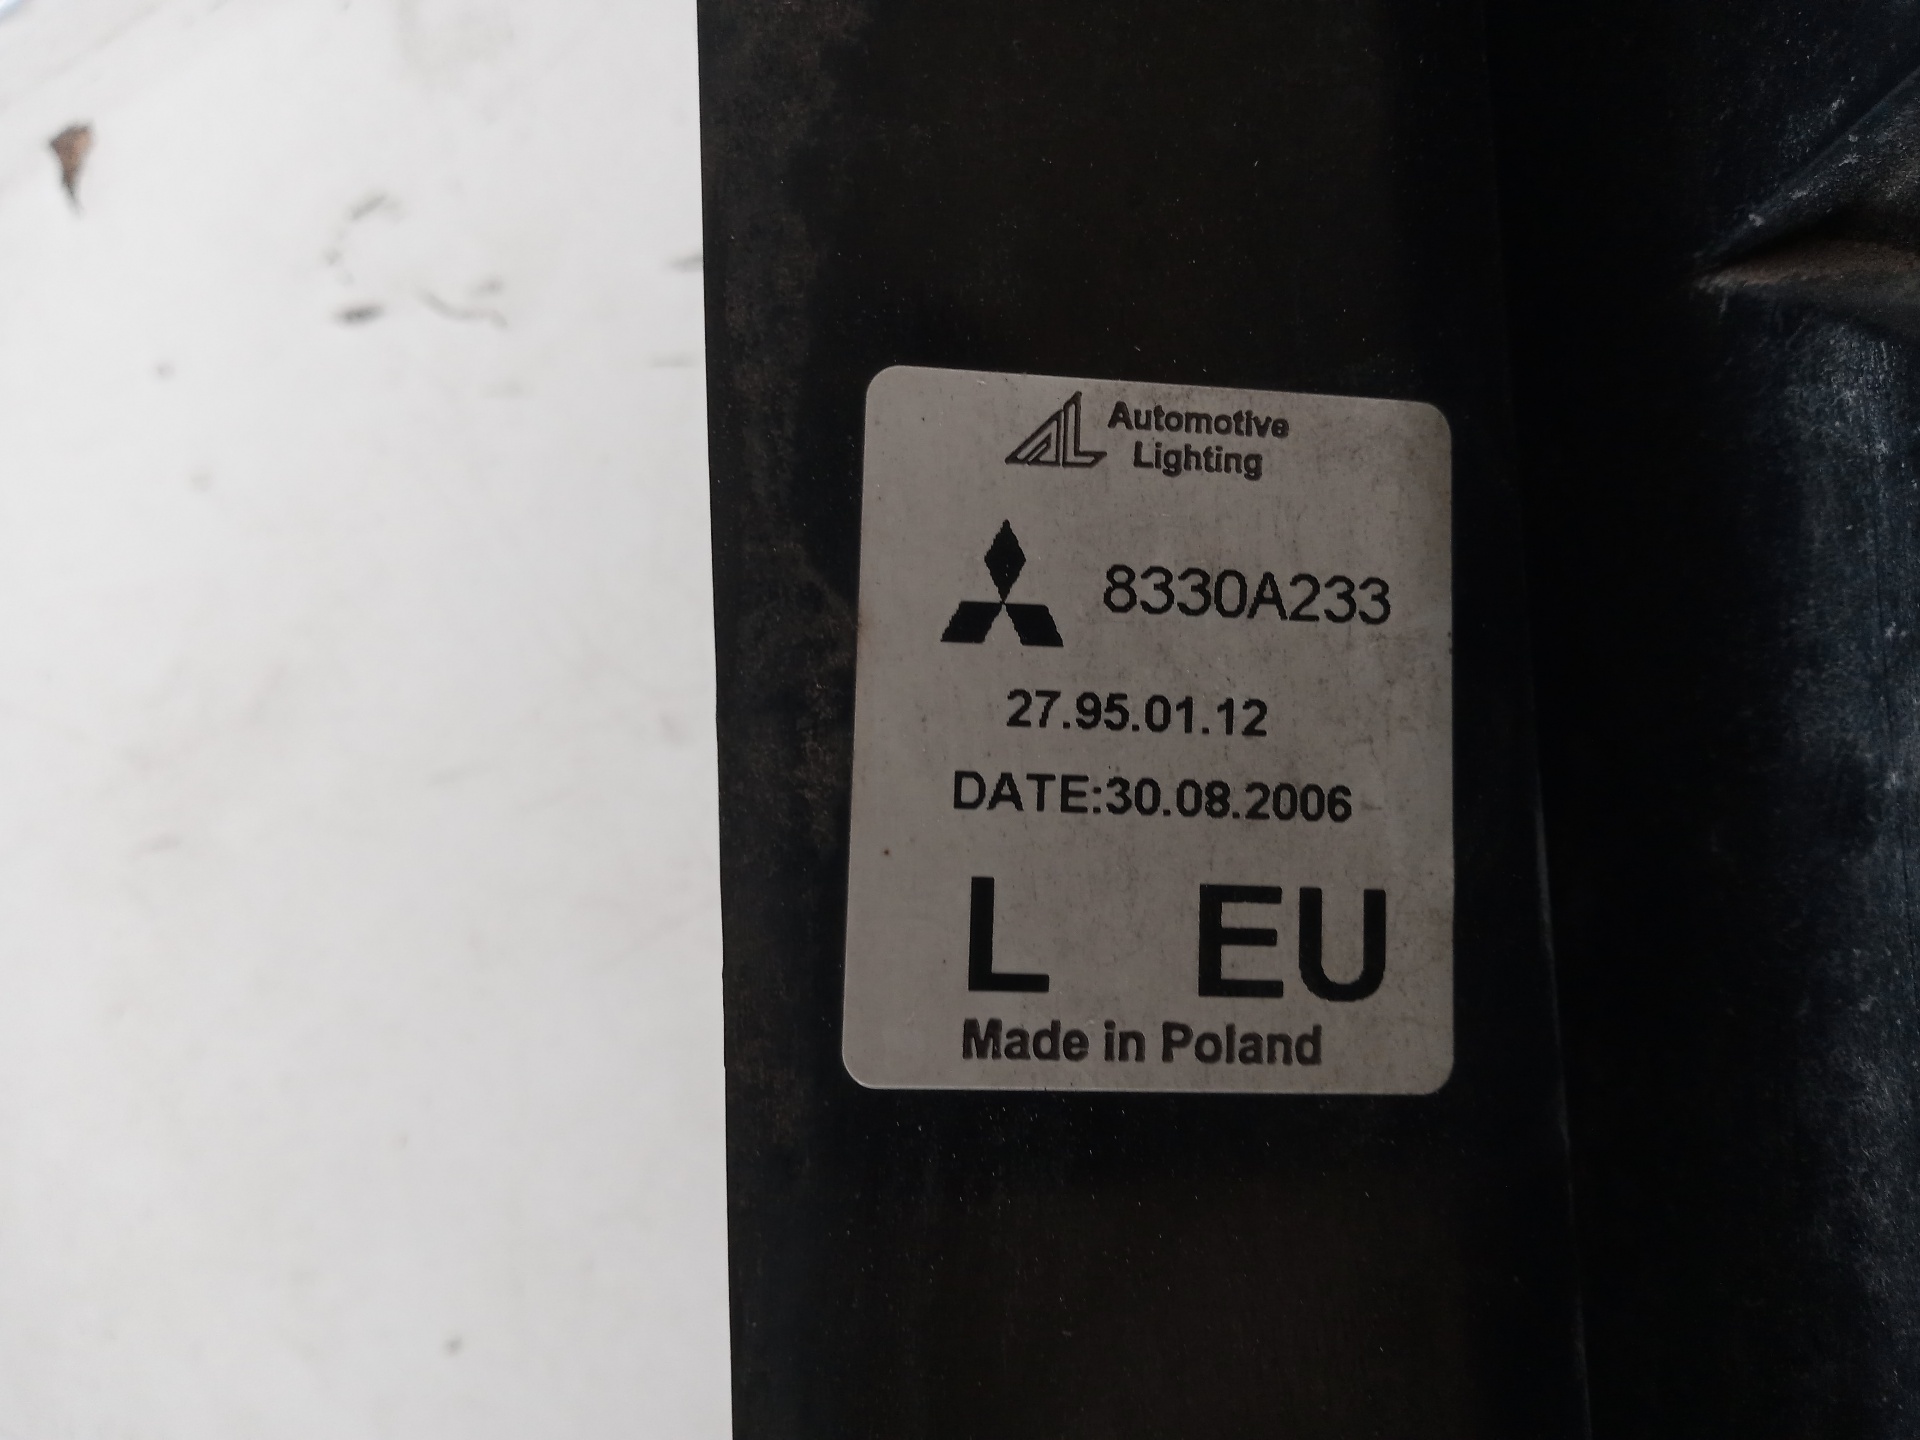 Automotive
Lighting
8330A233
27.95.01.12
DATE:30.08.2006
L EU
Made in Poland